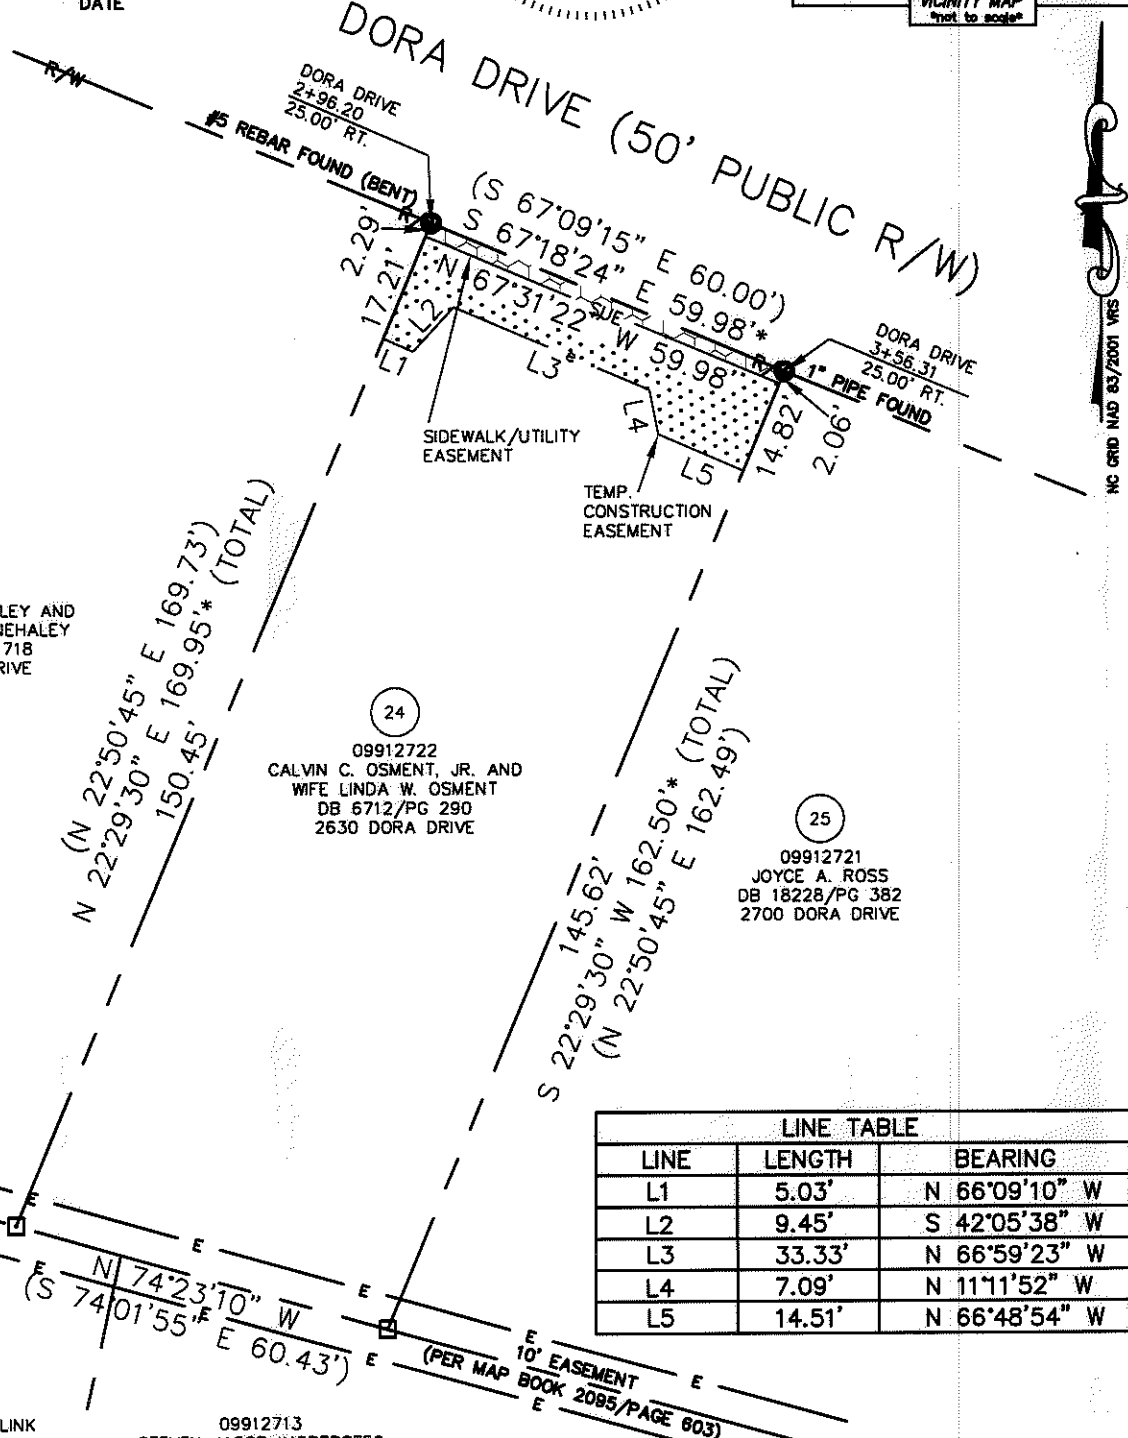 DATE
VICINITY MAP
*not to scale*
DORA DRIVE (50' PUBLIC R/W)
R/W
DORA DRIVE
2+96.20
25.00' RT.
#5 REBAR FOUND (BENT)
(S 67°09'15" E 60.00')
S 67°18'24" E 59.98'*
N 67°31'22" W 59.98'
SUE
2.29'
17.21'
L1
L2
L3
L4
L5
DORA DRIVE
3+56.31
25.00' RT.
1" PIPE FOUND
14.82'
2.06'
NC GRID NAD 83/2001 VRS
SIDEWALK/UTILITY
EASEMENT
TEMP.
CONSTRUCTION
EASEMENT
(N 22°50'45" E 169.73')
N 22°29'30" E 169.95'* (TOTAL)
150.45'
LEY AND
NEHALEY
718
RIVE
24
09912722
CALVIN C. OSMENT, JR. AND
WIFE LINDA W. OSMENT
DB 6712/PG 290
2630 DORA DRIVE
145.62'
S 22°29'30" W 162.50'* (TOTAL)
(N 22°50'45" E 162.49')
25
09912721
JOYCE A. ROSS
DB 18228/PG 382
2700 DORA DRIVE
LINE TABLE
LINE LENGTH BEARING
L1 5.03' N 66°09'10" W
L2 9.45' S 42°05'38" W
L3 33.33' N 66°59'23" W
L4 7.09' N 11°11'52" W
L5 14.51' N 66°48'54" W
E
E
E
E
E
N 74°23'10" W
(S 74°01'55" E 60.43')
E
E
E
E
10' EASEMENT
(PER MAP BOOK 2095/PAGE 603)
LINK
09912713